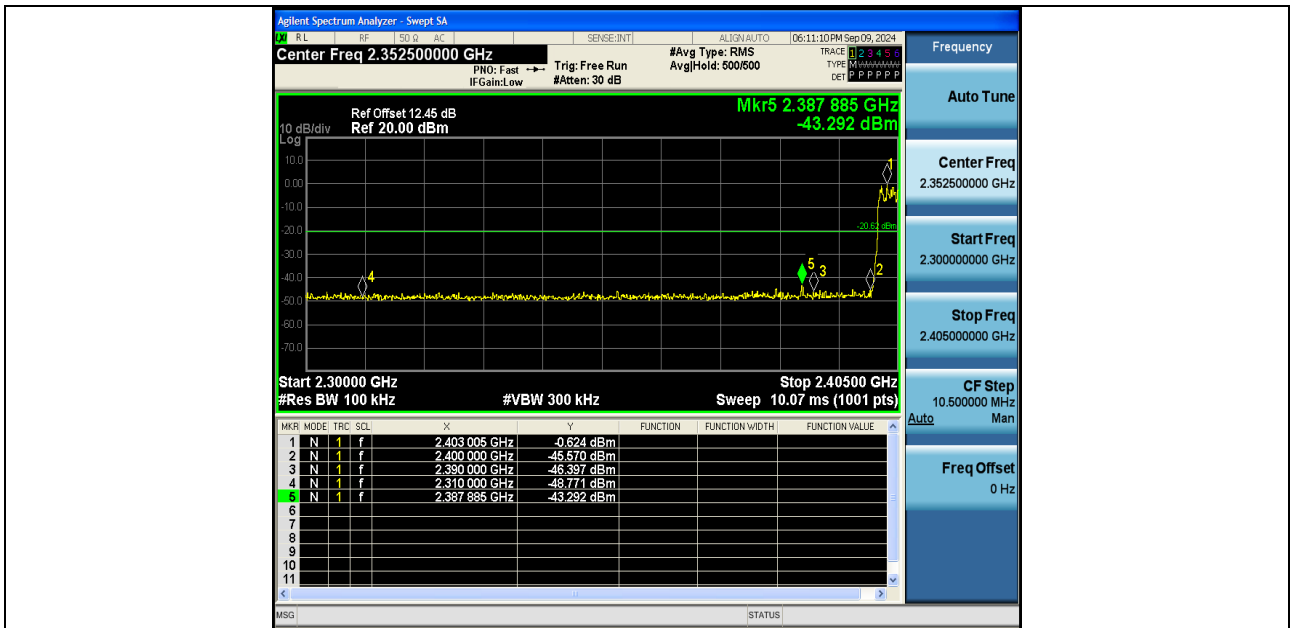 Agilent Spectrum Analyzer - Swept SA
RL RF 50 Ω AC SENSE:INT ALIGN AUTO 06:11:10 PM Sep 09, 2024
Center Freq 2.352500000 GHz
PNO: Fast
IFGain:Low
Trig: Free Run
#Atten: 30 dB
#Avg Type: RMS
Avg|Hold: 500/500
TRACE 1 2 3 4 5 6
TYPE M
DET P P P P P P
Mkr5 2.387 885 GHz
-43.292 dBm
Ref Offset 12.45 dB
10 dB/div Ref 20.00 dBm
Log
10.0
0.00
-10.0
-20.0
-30.0
-40.0
-50.0
-60.0
-70.0
1
-20.62 dBm
4
5
3
2
Start 2.30000 GHz Stop 2.40500 GHz
#Res BW 100 kHz #VBW 300 kHz Sweep 10.07 ms (1001 pts)
MKR MODE TRC SCL X Y FUNCTION FUNCTION WIDTH FUNCTION VALUE
1 N 1 f 2.403 005 GHz -0.624 dBm
2 N 1 f 2.400 000 GHz -45.570 dBm
3 N 1 f 2.390 000 GHz -46.397 dBm
4 N 1 f 2.310 000 GHz -48.771 dBm
5 N 1 f 2.387 885 GHz -43.292 dBm
6
7
8
9
10
11
MSG STATUS
Frequency
Auto Tune
Center Freq
2.352500000 GHz
Start Freq
2.300000000 GHz
Stop Freq
2.405000000 GHz
CF Step
10.500000 MHz
Auto Man
Freq Offset
0 Hz